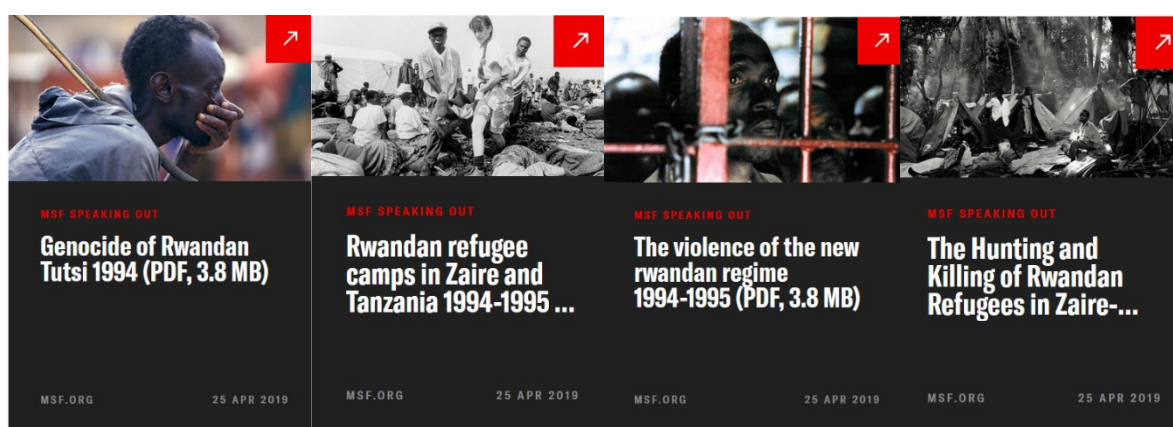 MSF SPEAKING OUT
Genocide of Rwandan
Tutsi 1994 (PDF, 3.8 MB)
MSF.ORG
25 APR 2019
MSF SPEAKING OUT
Rwandan refugee
camps in Zaire and
Tanzania 1994-1995 ...
MSF.ORG
25 APR 2019
MSF SPEAKING OUT
The violence of the new
rwandan regime
1994-1995 (PDF, 3.8 MB)
MSF.ORG
25 APR 2019
MSF SPEAKING OUT
The Hunting and
Killing of Rwandan
Refugees in Zaire-...
MSF.ORG
25 APR 2019